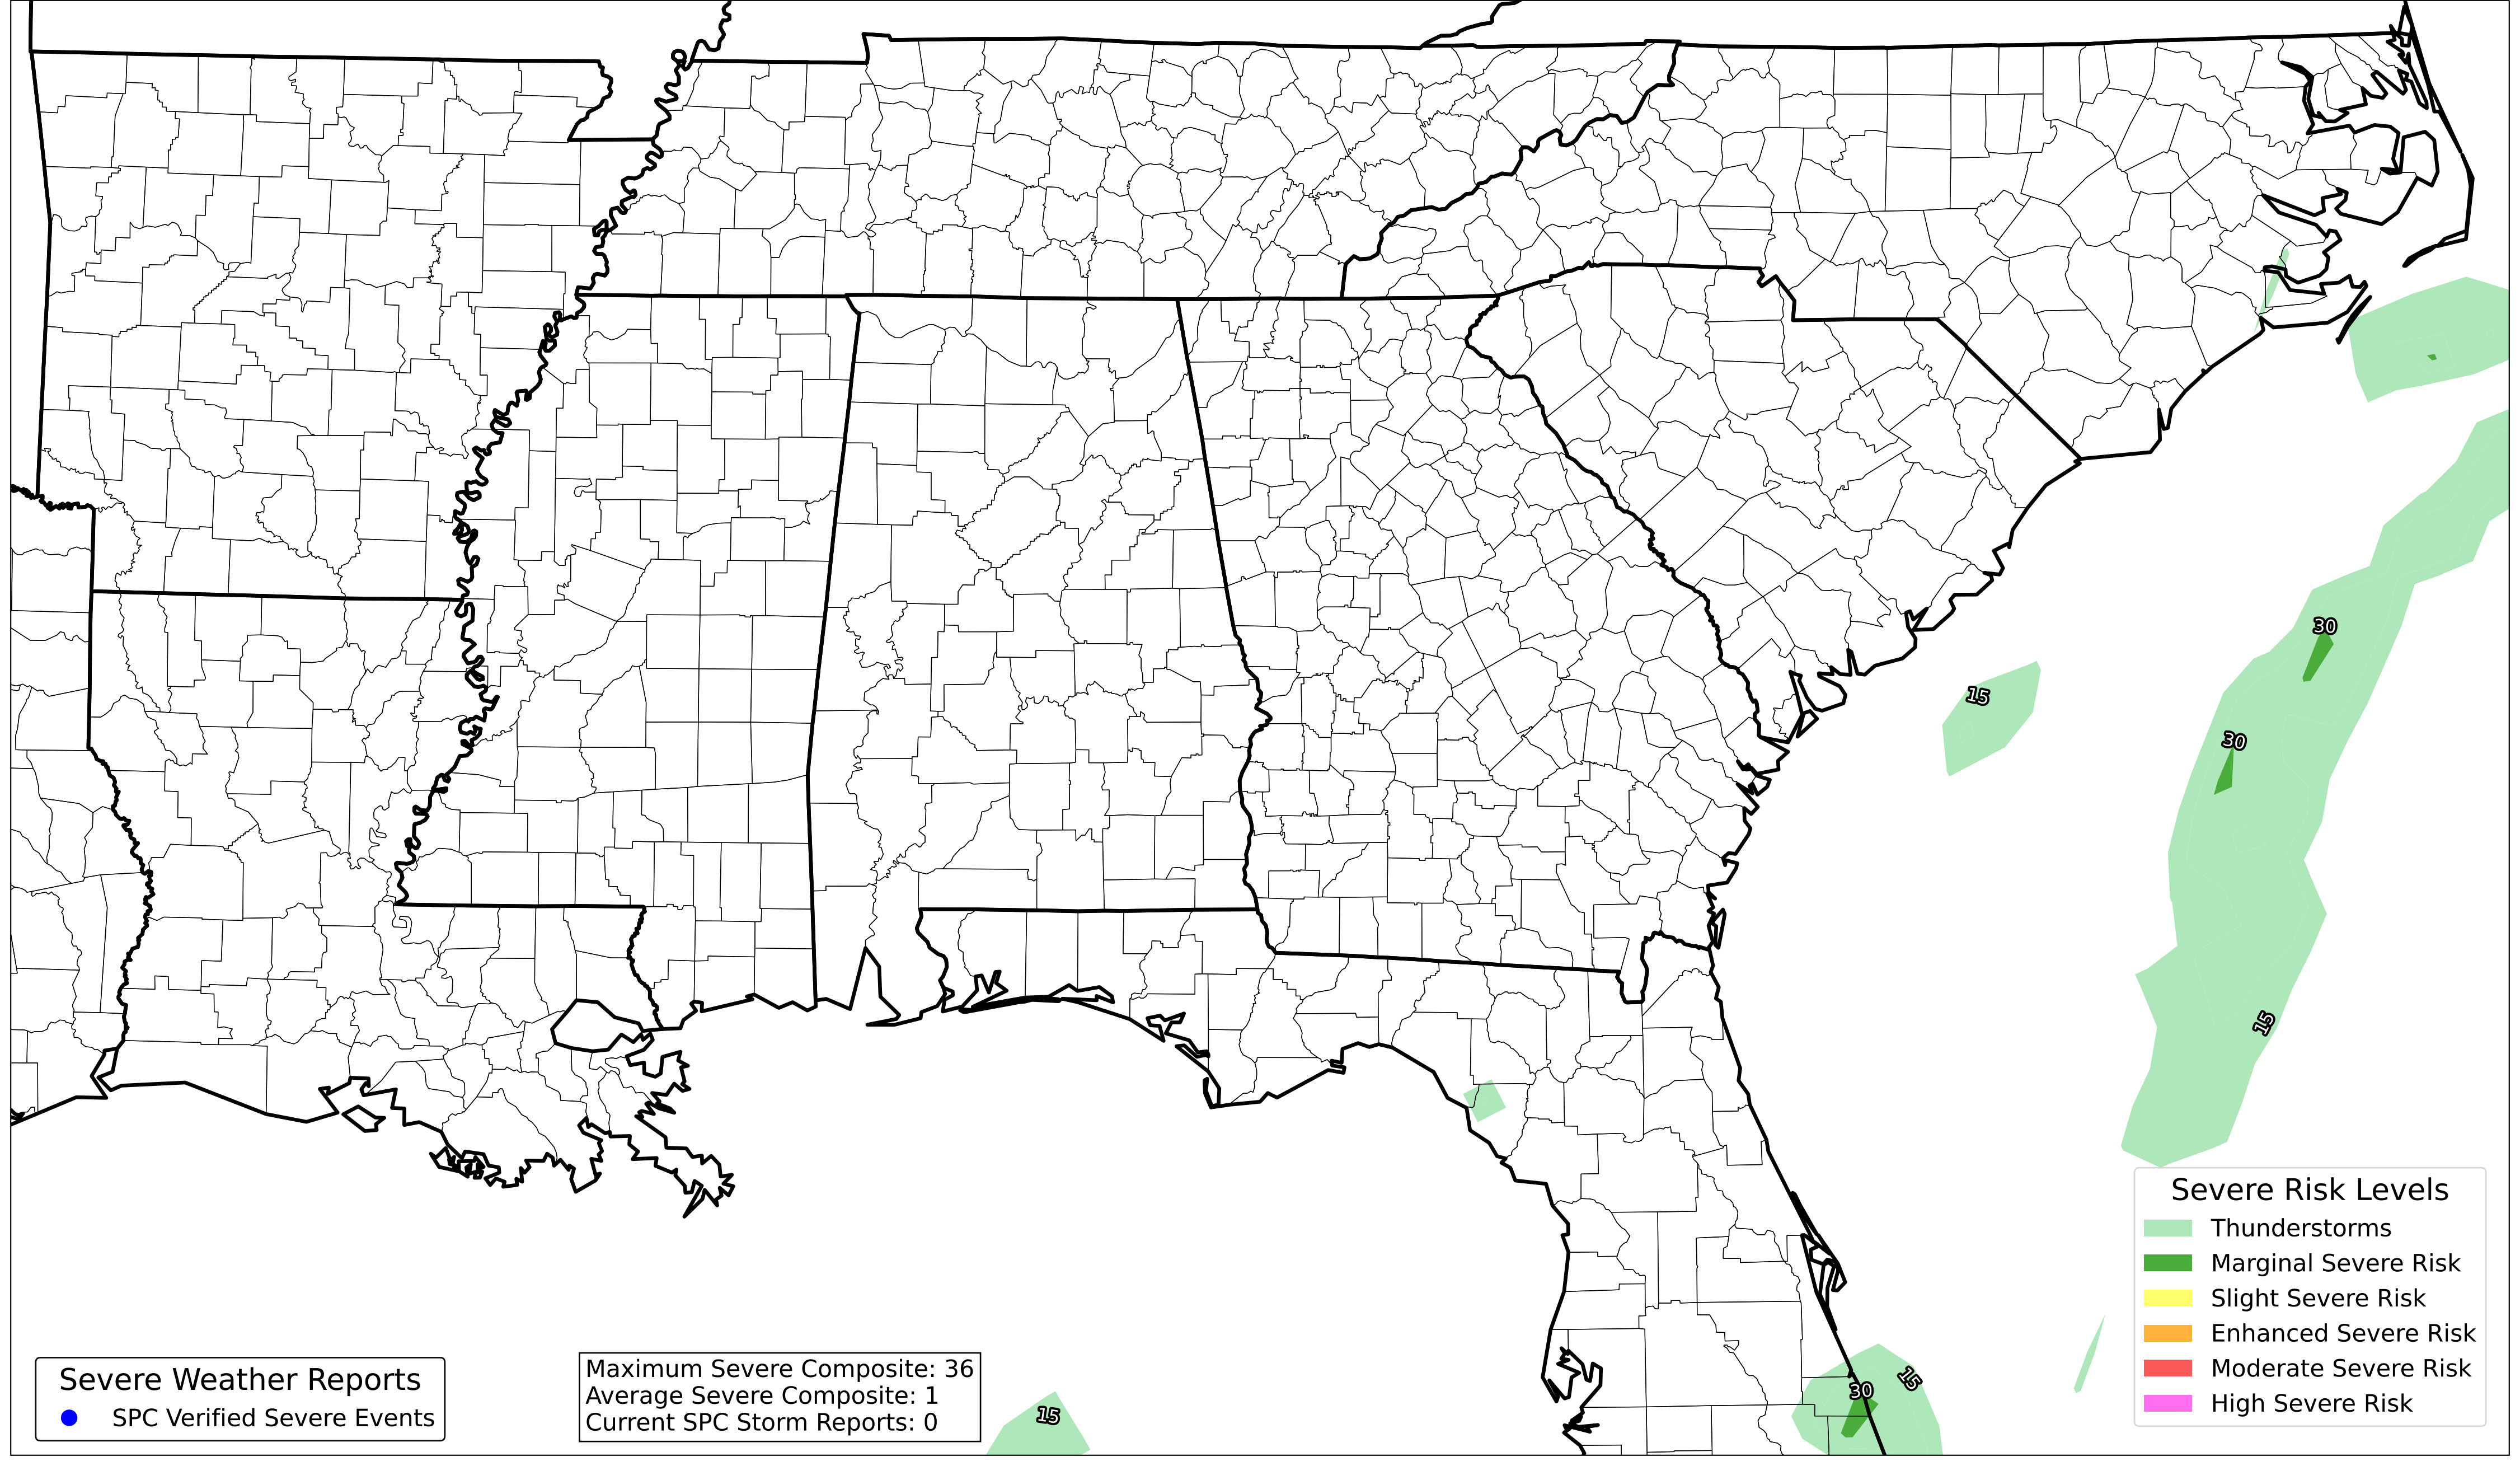 30
15
30
15
Severe Risk Levels
Thunderstorms
Marginal Severe Risk
Slight Severe Risk
Enhanced Severe Risk
Moderate Severe Risk
High Severe Risk
15
30
15
Severe Weather Reports
SPC Verified Severe Events
Maximum Severe Composite: 36
Average Severe Composite: 1
Current SPC Storm Reports: 0